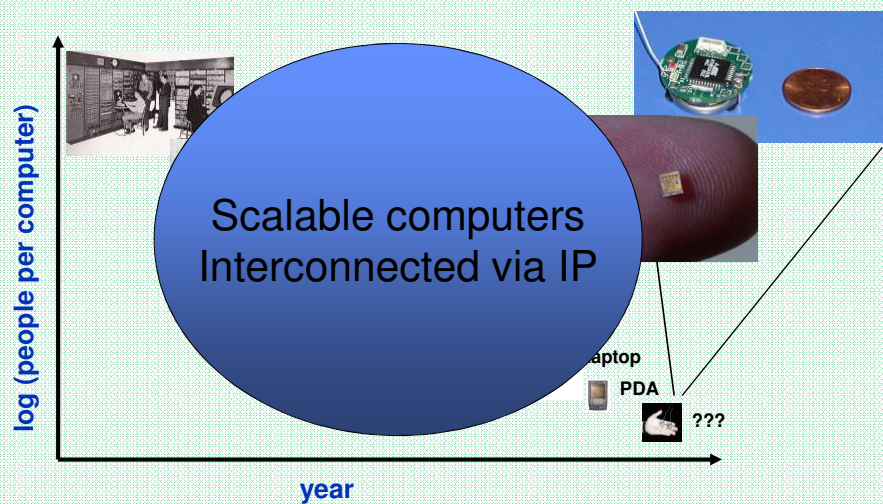 log (people per computer)
Scalable computers
Interconnected via IP
aptop
PDA
???
year